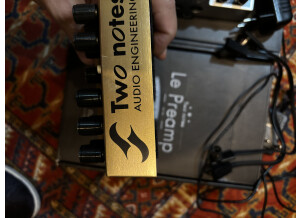 Two notes
AUDIO ENGINEERING
Le Preamp